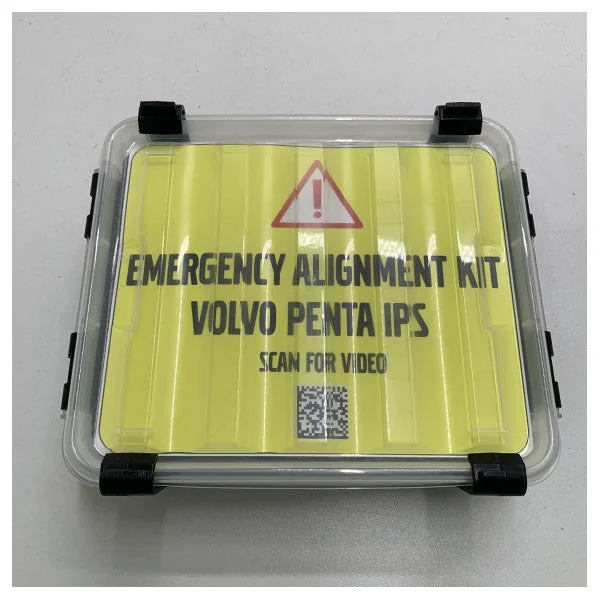 EMERGENCY ALIGNMENT KIT
VOLVO PENTA IPS
SCAN FOR VIDEO